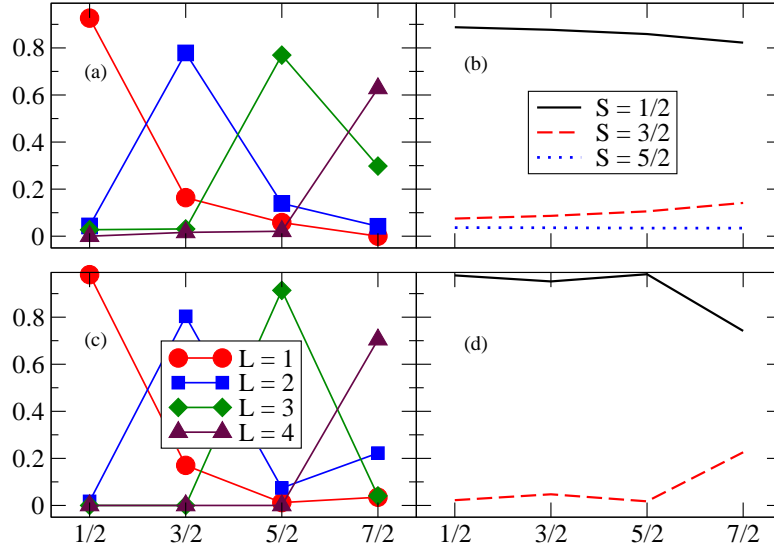 0.8
0.6
0.4
0.2
0
(a)
(b)
S = 1/2
S = 3/2
S = 5/2
0.8
0.6
0.4
0.2
0
(c)
L = 1
L = 2
L = 3
L = 4
(d)
1/2 3/2 5/2 7/2
1/2 3/2 5/2 7/2